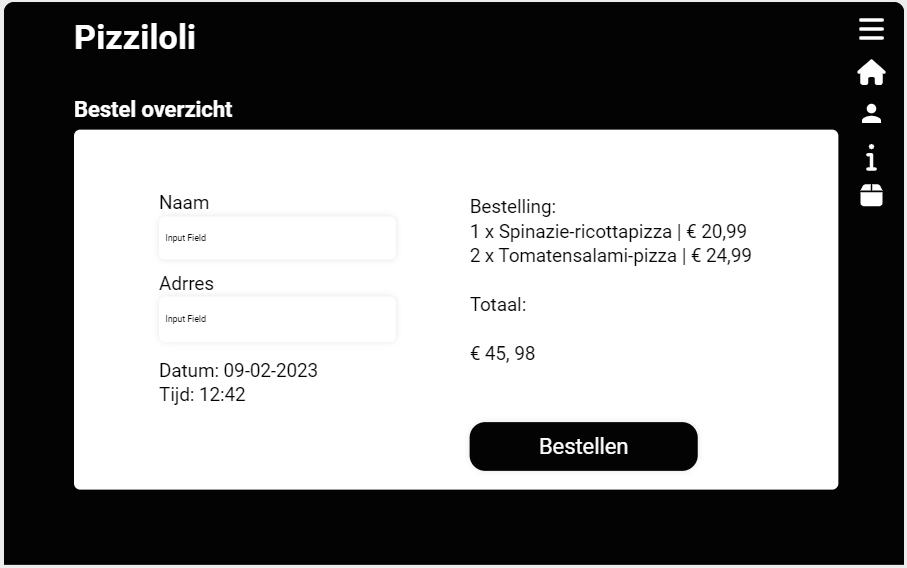 Pizziloli
Bestel overzicht
Naam
Input Field
Adrres
Input Field
Datum: 09-02-2023
Tijd: 12:42
Bestelling:
1 x Spinazie-ricottapizza | € 20,99
2 x Tomatensalami-pizza | € 24,99
Totaal:
€ 45, 98
Bestellen